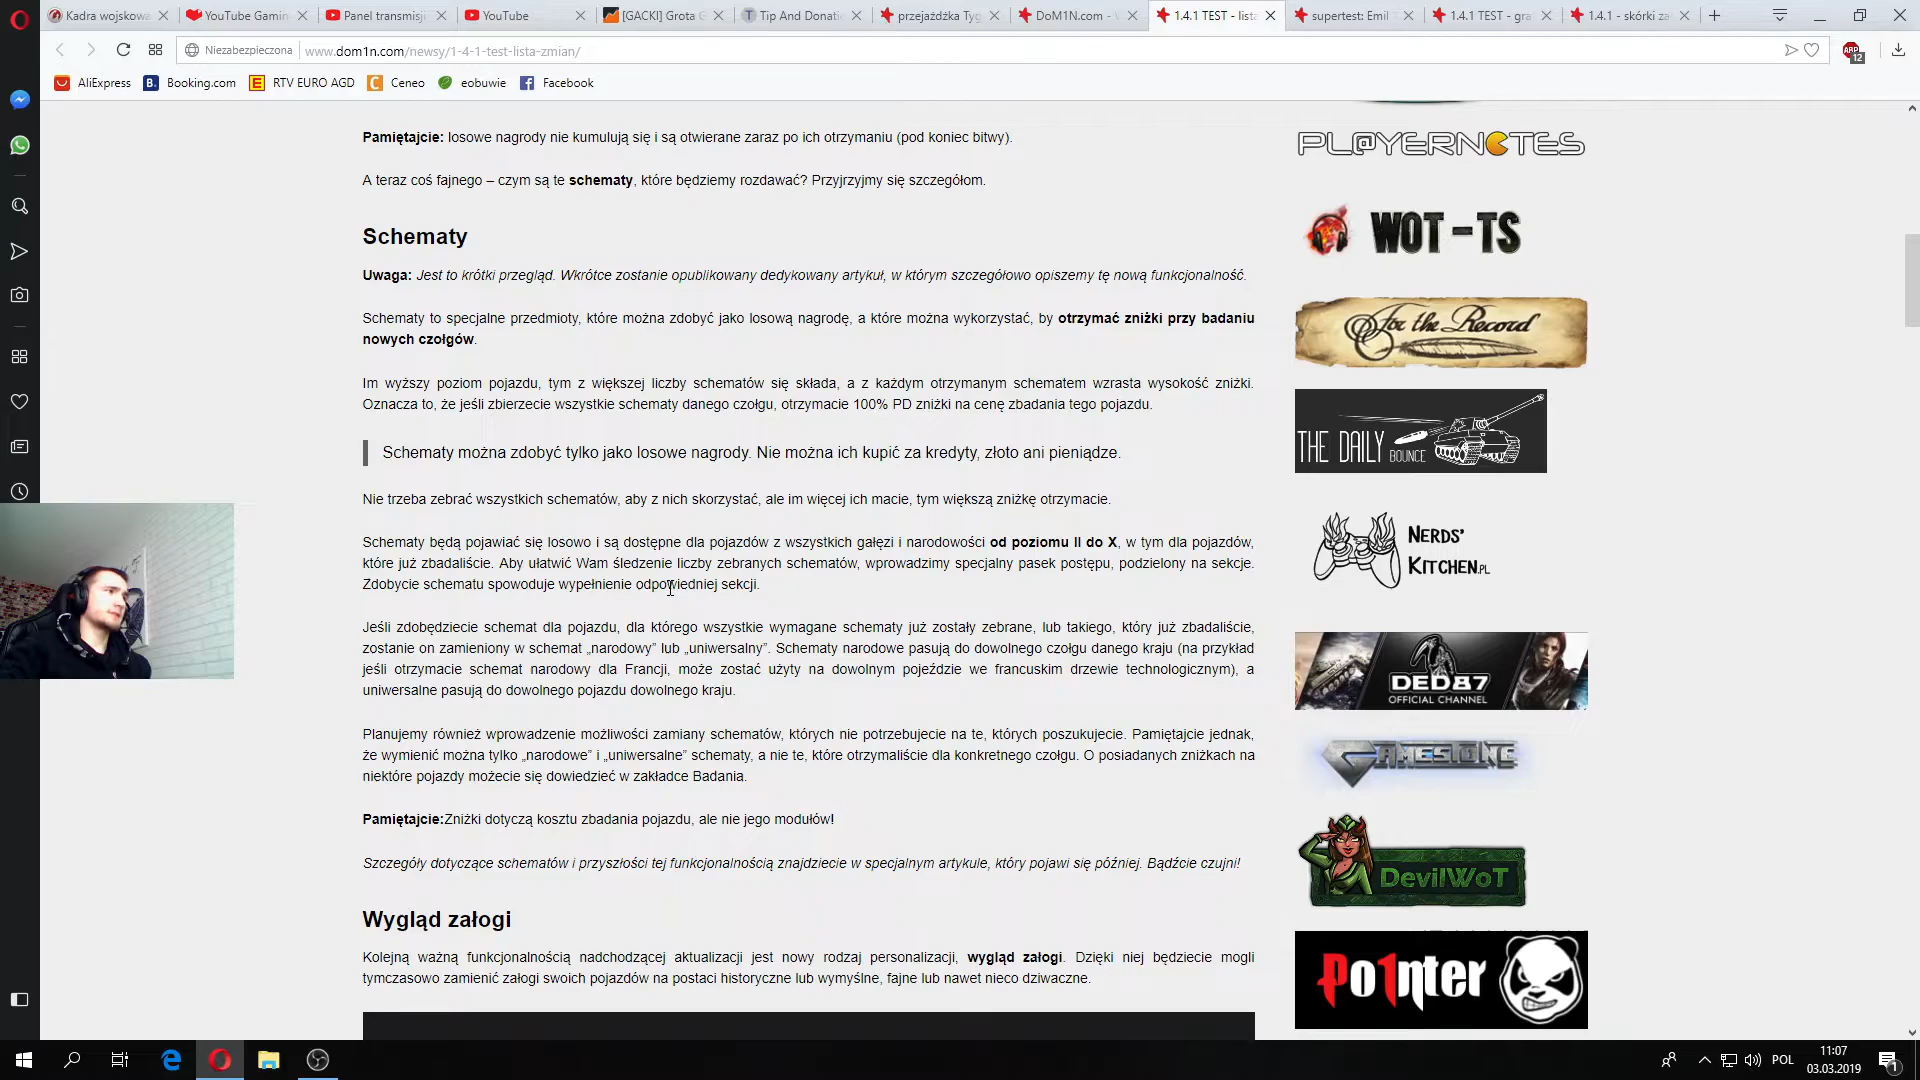 Kadra wojskowa
YouTube Gamin
Panel transmisji
YouTube
[GACKI] Grota G
Tip And Donati
przejażdżka Tyg
DoM1N.com -
1.4.1 TEST - lista
supertest: Emil
1.4.1 TEST - gra
1.4.1 - skórki za
Niezabezpieczona
www.dom1n.com/newsy/1-4-1-test-lista-zmian/
12
AliExpress
Booking.com
RTV EURO AGD
Ceneo
eobuwie
Facebook
Pamiętajcie: losowe nagrody nie kumulują się i są otwierane zaraz po ich otrzymaniu (pod koniec bitwy).
A teraz coś fajnego – czym są te schematy, które będziemy rozdawać? Przyjrzyjmy się szczegółom.
Schematy
Uwaga: Jest to krótki przegląd. Wkrótce zostanie opublikowany dedykowany artykuł, w którym szczegółowo opiszemy tę nową funkcjonalność.
Schematy to specjalne przedmioty, które można zdobyć jako losową nagrodę, a które można wykorzystać, by otrzymać zniżki przy badaniu
nowych czołgów.
Im wyższy poziom pojazdu, tym z większej liczby schematów się składa, a z każdym otrzymanym schematem wzrasta wysokość zniżki.
Oznacza to, że jeśli zbierzecie wszystkie schematy danego czołgu, otrzymacie 100% PD zniżki na cenę zbadania tego pojazdu.
Schematy można zdobyć tylko jako losowe nagrody. Nie można ich kupić za kredyty, złoto ani pieniądze.
Nie trzeba zebrać wszystkich schematów, aby z nich skorzystać, ale im więcej ich macie, tym większą zniżkę otrzymacie.
Schematy będą pojawiać się losowo i są dostępne dla pojazdów z wszystkich gałęzi i narodowości od poziomu II do X, w tym dla pojazdów,
które już zbadaliście. Aby ułatwić Wam śledzenie liczby zebranych schematów, wprowadzimy specjalny pasek postępu, podzielony na sekcje.
Zdobycie schematu spowoduje wypełnienie odpowiedniej sekcji.
Jeśli zdobędziecie schemat dla pojazdu, dla którego wszystkie wymagane schematy już zostały zebrane, lub takiego, który już zbadaliście,
zostanie on zamieniony w schemat „narodowy” lub „uniwersalny”. Schematy narodowe pasują do dowolnego czołgu danego kraju (na przykład
jeśli otrzymacie schemat narodowy dla Francji, może zostać użyty na dowolnym pojeździe we francuskim drzewie technologicznym), a
uniwersalne pasują do dowolnego pojazdu dowolnego kraju.
Planujemy również wprowadzenie możliwości zamiany schematów, których nie potrzebujecie na te, których poszukujecie. Pamiętajcie jednak,
że wymienić można tylko „narodowe” i „uniwersalne” schematy, a nie te, które otrzymaliście dla konkretnego czołgu. O posiadanych zniżkach na
niektóre pojazdy możecie się dowiedzieć w zakładce Badania.
Pamiętajcie:Zniżki dotyczą kosztu zbadania pojazdu, ale nie jego modułów!
Szczegóły dotyczące schematów i przyszłości tej funkcjonalnością znajdziecie w specjalnym artykule, który pojawi się później. Bądźcie czujni!
Wygląd załogi
Kolejną ważną funkcjonalnością nadchodzącej aktualizacji jest nowy rodzaj personalizacji, wygląd załogi. Dzięki niej będziecie mogli
tymczasowo zamienić załogi swoich pojazdów na postaci historyczne lub wymyślne, fajne lub nawet nieco dziwaczne.
PL@YERNOTES
WOT-TS
For the Record
THE DAILY
BOUNCE
NERDS'
KITCHEN.PL
DED87
OFFICIAL CHANNEL
GAMESTONE
DevilWoT
Po1nter
POL
11:07
03.03.2019
1